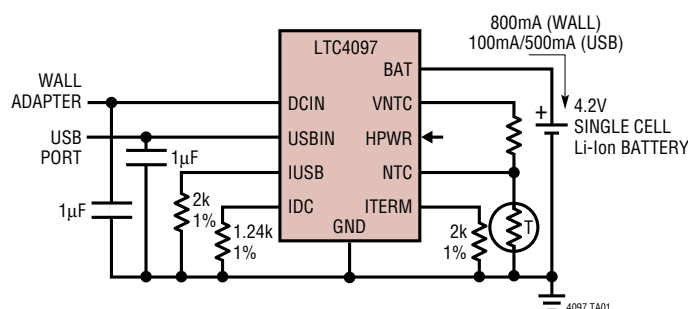 800mA (WALL)
100mA/500mA (USB)
LTC4097
BAT
WALL
ADAPTER
DCIN
VNTC
+
4.2V
SINGLE CELL
Li-Ion BATTERY
USB
PORT
USBIN
HPWR
1µF
IUSB
NTC
2k
1%
1µF
IDC
ITERM
1.24k
1%
GND
2k
1%
T
4097 TA01